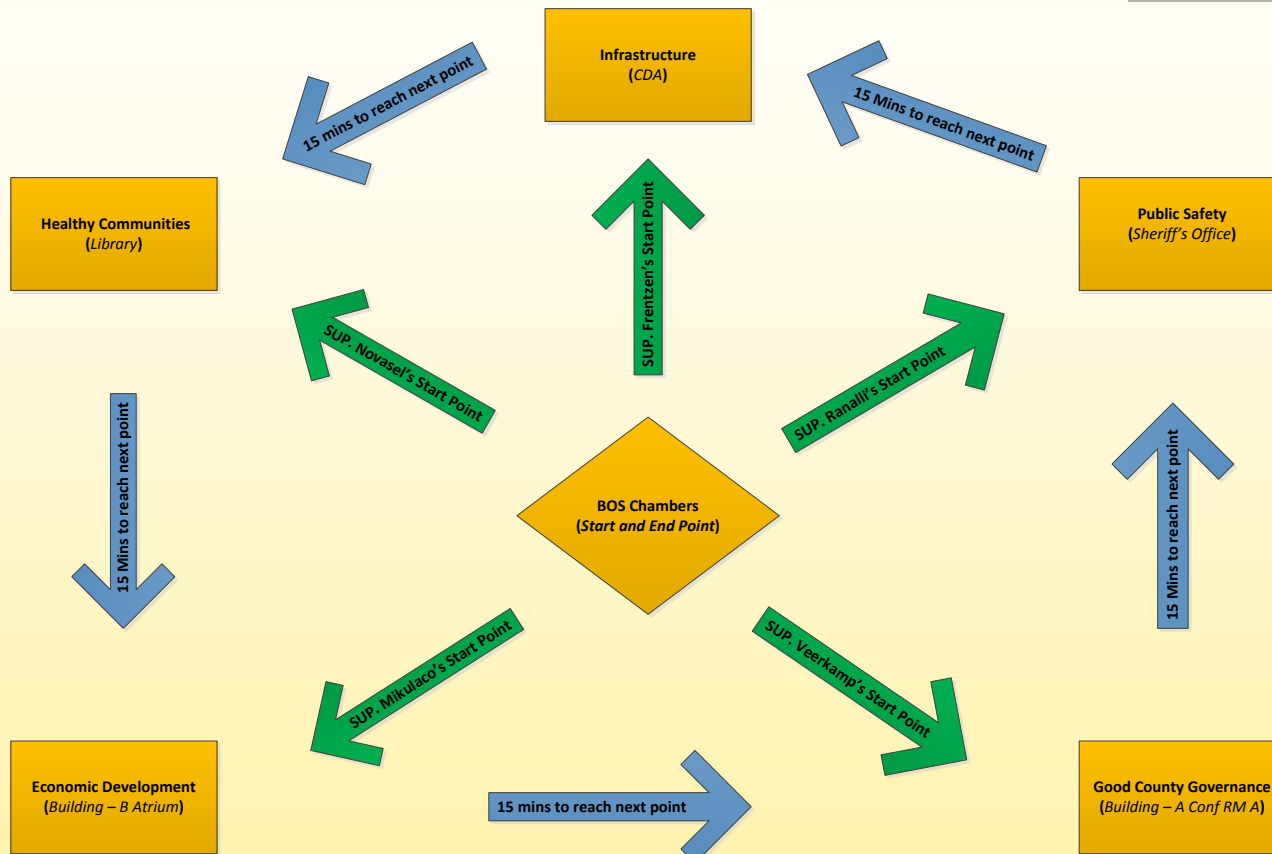 Infrastructure
(CDA)
15 mins to reach next point
15 Mins to reach next point
Healthy Communities
(Library)
Public Safety
(Sheriff's Office)
SUP. Frentzen's Start Point
SUP. Novasel's Start Point
SUP. Ranalli's Start Point
15 Mins to reach next point
15 Mins to reach next point
BOS Chambers
(Start and End Point)
SUP. Mikulaco's Start Point
SUP. Veerkamp's Start Point
Economic Development
(Building – B Atrium)
15 mins to reach next point
Good County Governance
(Building – A Conf RM A)